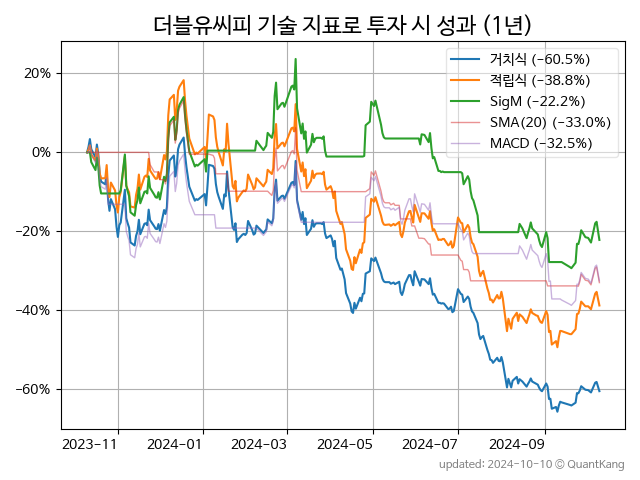 더블유씨피 기술 지표로 투자 시 성과 (1년)
거치식 (−60.5%)
적립식 (−38.8%)
SigM (−22.2%)
SMA(20) (−33.0%)
MACD (−32.5%)
20%
0%
−20%
−40%
−60%
2023-11 2024-01 2024-03 2024-05 2024-07 2024-09
updated: 2024-10-10 © QuantKang